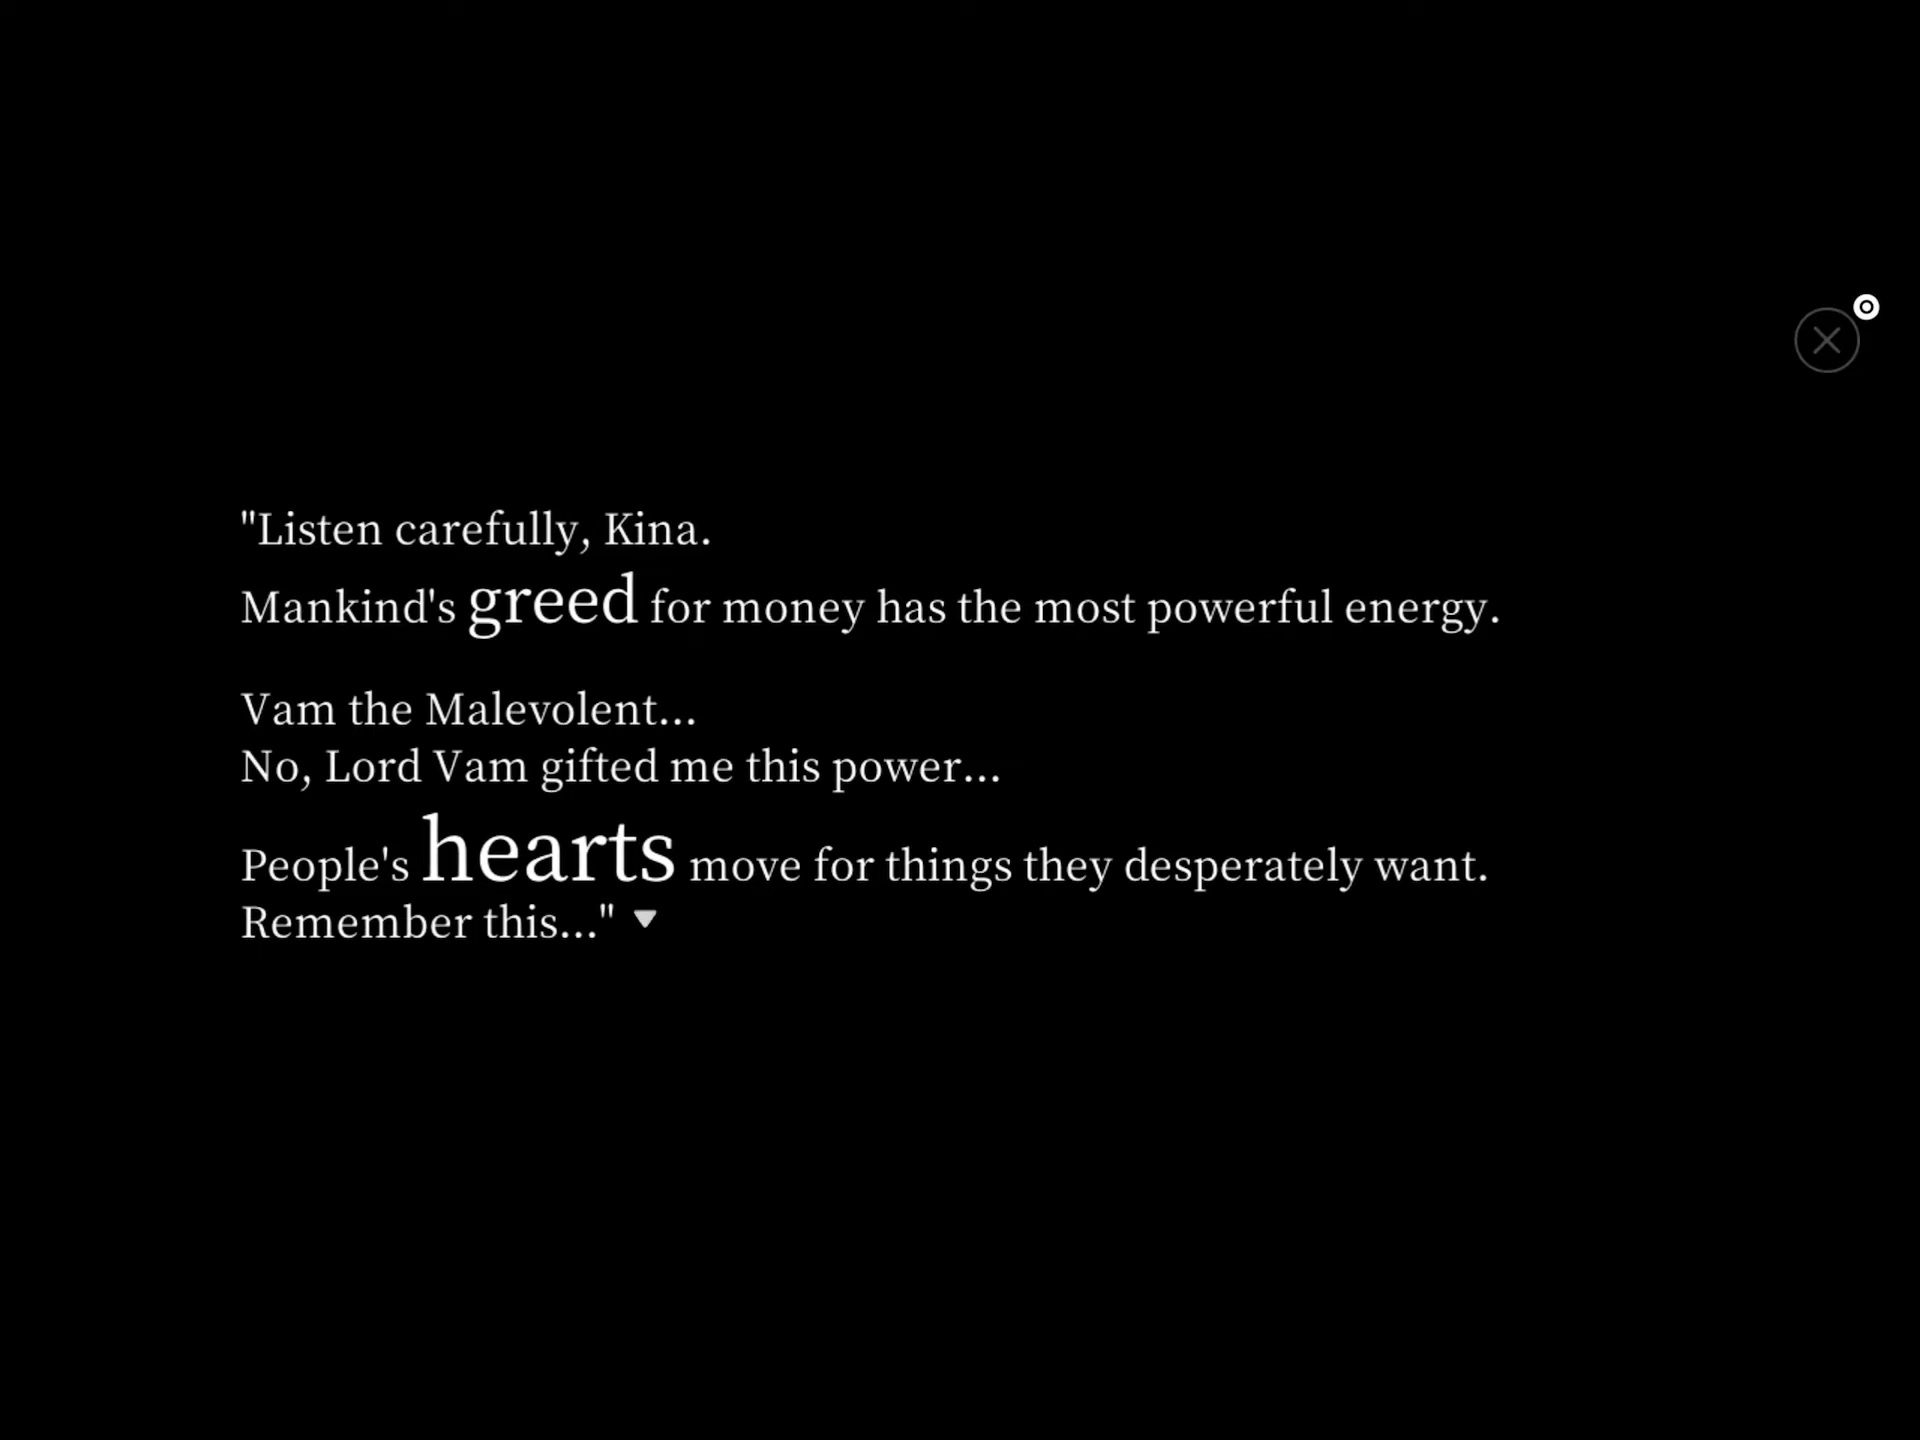 "Listen carefully, Kina.
Mankind's greed for money has the most powerful energy.
Vam the Malevolent...
No, Lord Vam gifted me this power...
People's hearts move for things they desperately want.
Remember this..."